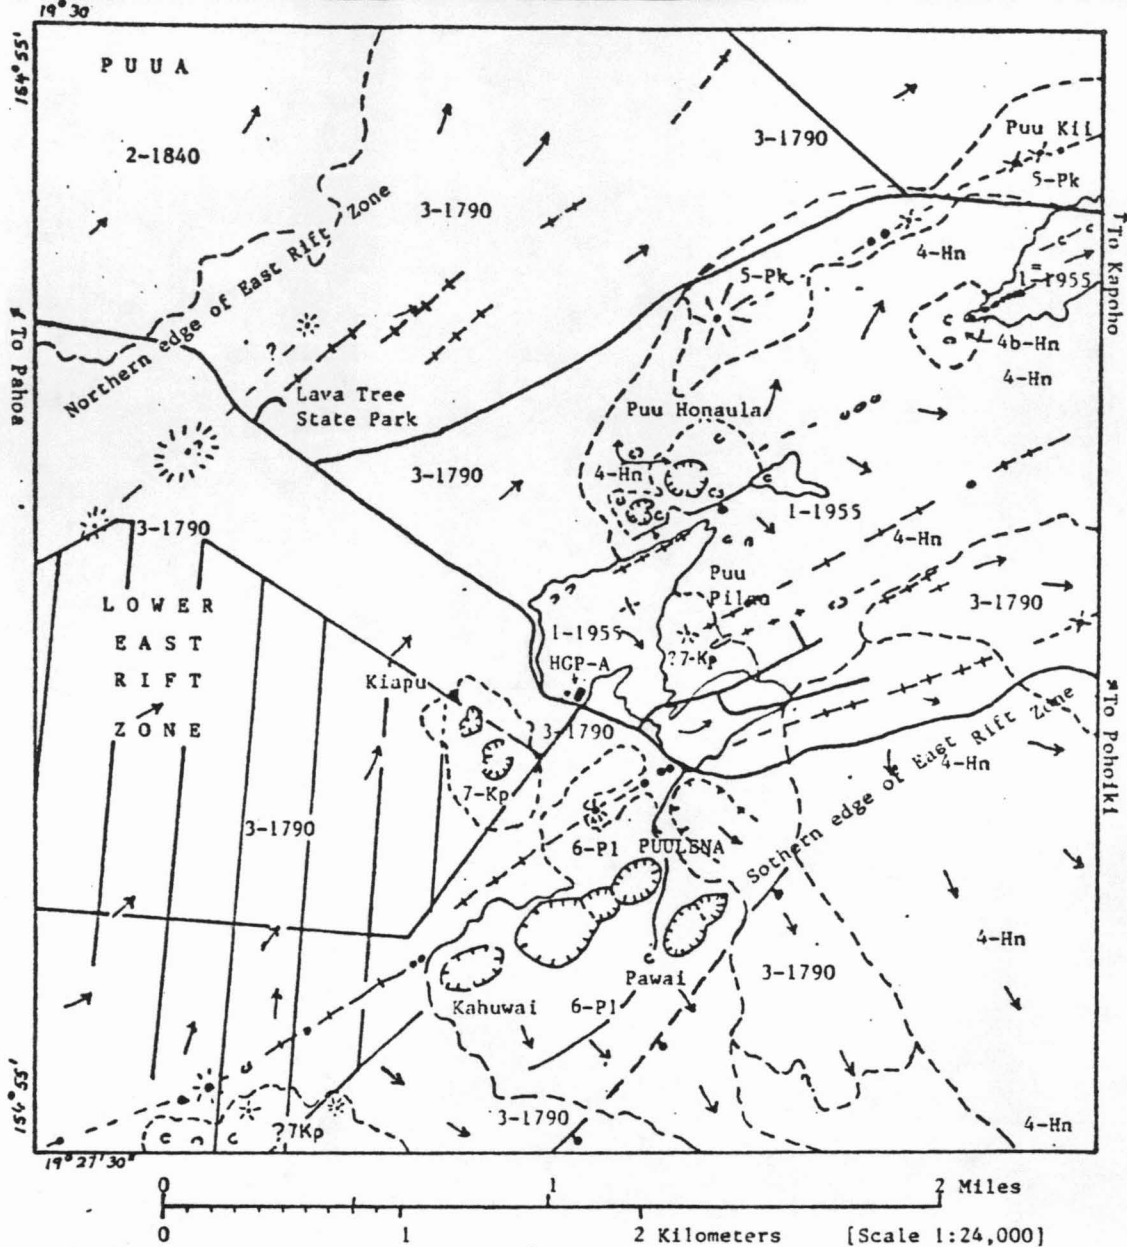 19° 30
154°55'
PUUA
2-1840
Northern edge of East Rift Zone
3-1790
3-1790
Puu Kii
5-Pk
4-Hn
To Kapoho
1-1955
4b-Hn
4-Hn
5-Pk
To Pahoa
Lava Tree
State Park
?
?
Puu Honaula
3-1790
4-Hn
1-1955
4-Hn
3-1790
LOWER
EAST
RIFT
ZONE
Puu
Pilau
1-1955
?7-Kp
HGP-A
3-1790
Kiapu
3-1790
7-Kp
To Pohoiki
4-Hn
Sothern edge of East Rift Zone
3-1790
6-Pl
PUULENA
4-Hn
3-1790
Pawai
Kahuwai
6-Pl
3-1790
?7Kp
4-Hn
154°55'
19°27'30"
0
1
2 Miles
0
1
2 Kilometers
[Scale 1:24,000]